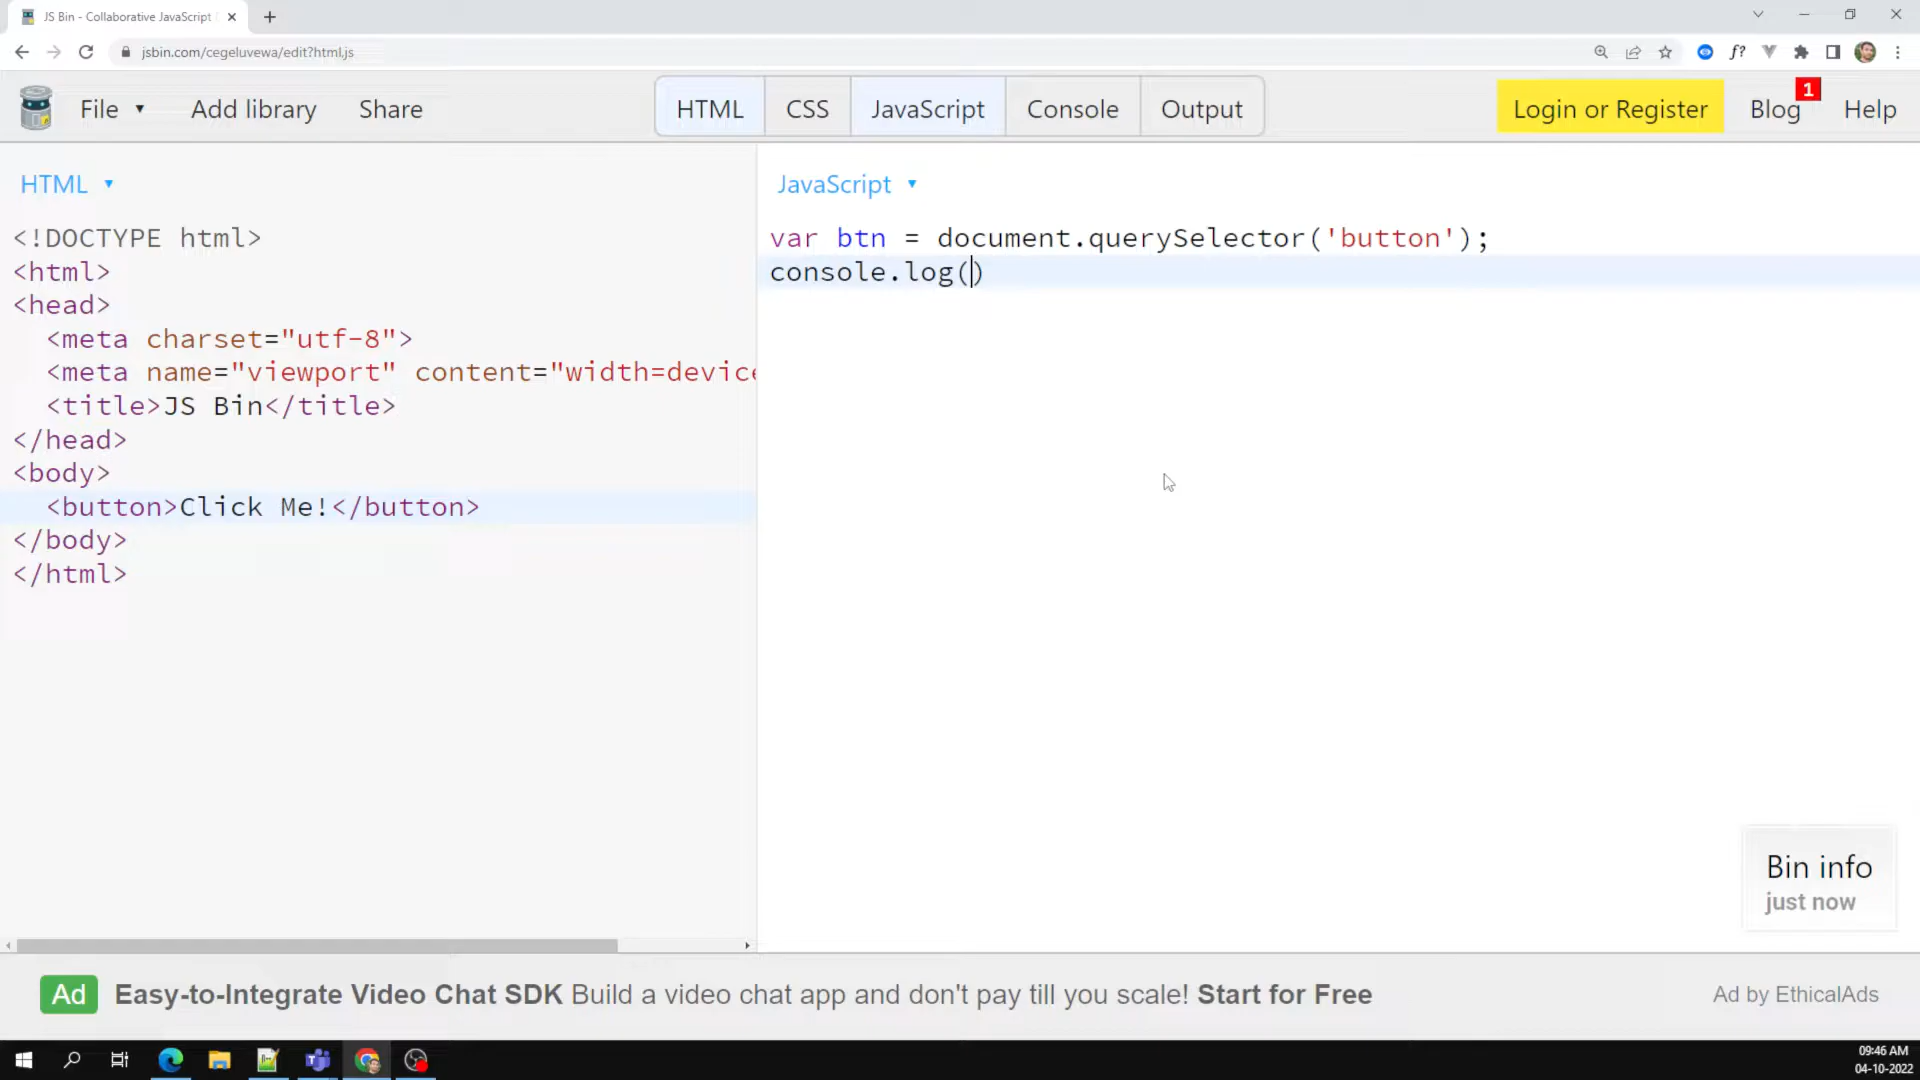 JS Bin - Collaborative JavaScript
jsbin.com/cegeluvewa/edit?html,js
File
Add library
Share
HTML
CSS
JavaScript
Console
Output
Login or Register
Blog
1
Help
HTML
<!DOCTYPE html>
<html>
<head>
<meta charset="utf-8">
<meta name="viewport" content="width=device
<title>JS Bin</title>
</head>
<body>
<button>Click Me!</button>
</body>
</html>
JavaScript
var btn = document.querySelector('button');
console.log()
Bin info
just now
Ad
Easy-to-Integrate Video Chat SDK Build a video chat app and don't pay till you scale! Start for Free
Ad by EthicalAds
09:46 AM
04-10-2022